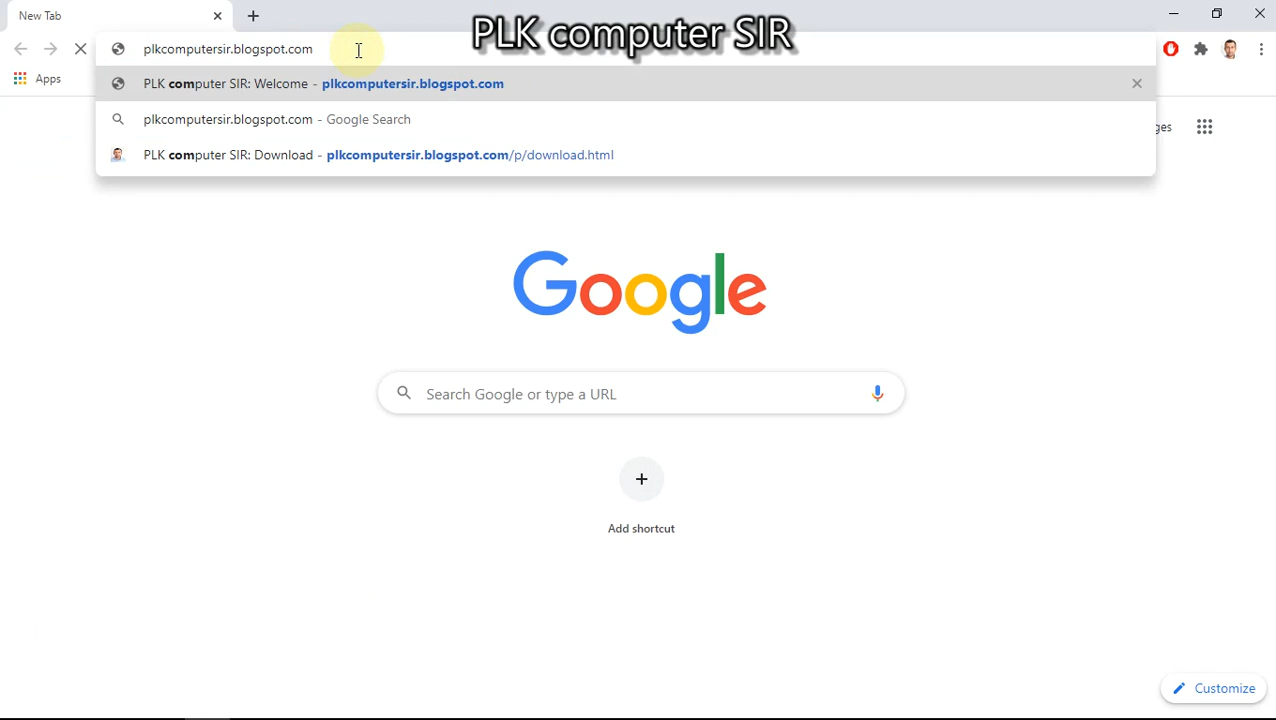 New Tab
PLK computer SIR
plkcomputersir.blogspot.com
Apps
PLK computer SIR: Welcome - plkcomputersir.blogspot.com
plkcomputersir.blogspot.com - Google Search
ges
PLK computer SIR: Download - plkcomputersir.blogspot.com/p/download.html
Google
Search Google or type a URL
Add shortcut
Customize